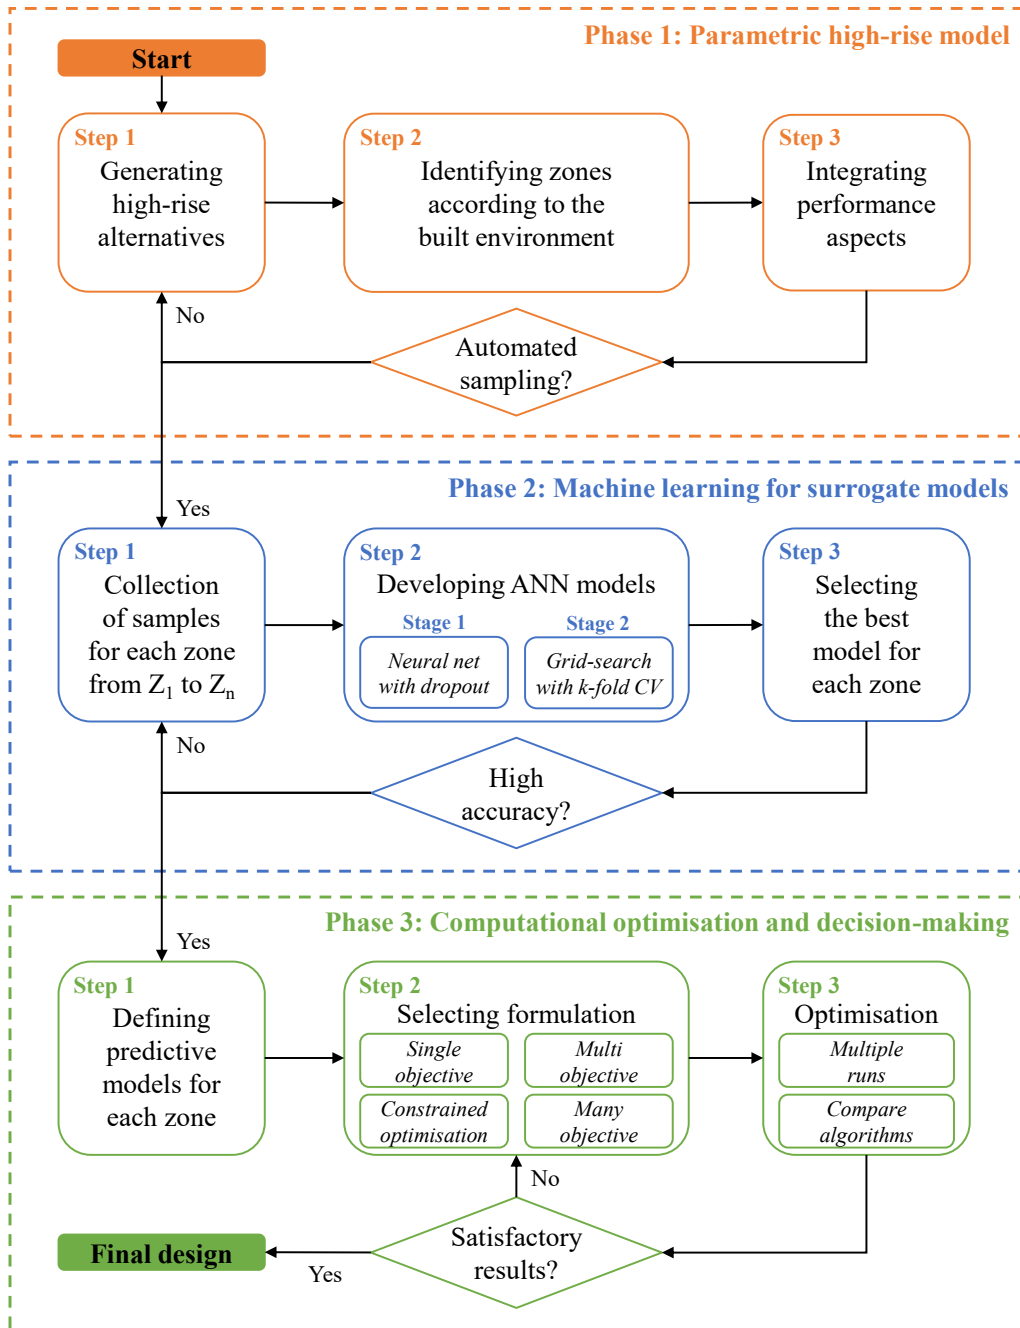 Phase 1: Parametric high-rise model
Start
Step 1
Generating
high-rise
alternatives
Step 2
Identifying zones
according to the
built environment
Step 3
Integrating
performance
aspects
No
Automated
sampling?
Phase 2: Machine learning for surrogate models
Yes
Step 1
Collection
of samples
for each zone
from Z1 to Zn
Step 2
Developing ANN models
Stage 1
Neural net
with dropout
Stage 2
Grid-search
with k-fold CV
Step 3
Selecting
the best
model for
each zone
No
High
accuracy?
Phase 3: Computational optimisation and decision-making
Yes
Step 1
Defining
predictive
models for
each zone
Step 2
Selecting formulation
Single
objective
Multi
objective
Constrained
optimisation
Many
objective
Step 3
Optimisation
Multiple
runs
Compare
algorithms
No
Satisfactory
results?
Yes
Final design